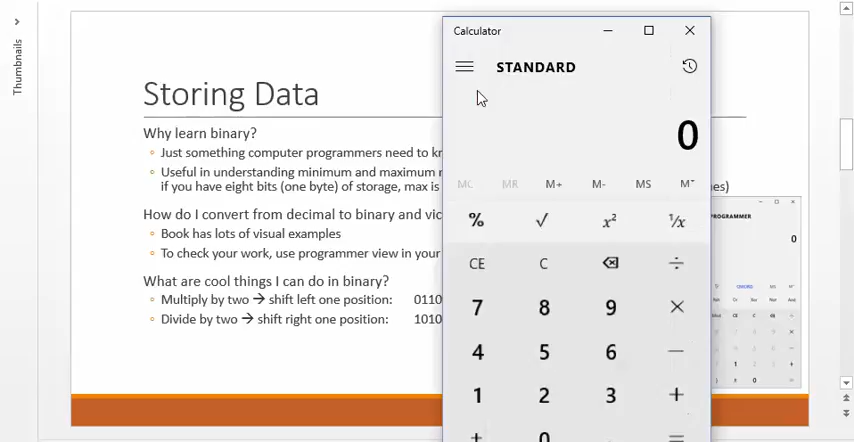 Thumbnails
Storing Data
Why learn binary?
Just something computer programmers need to kr
Useful in understanding minimum and maximum r
if you have eight bits (one byte) of storage, max is
es)
How do I convert from decimal to binary and vic
Book has lots of visual examples
To check your work, use programmer view in your
What are cool things I can do in binary?
Multiply by two → shift left one position: 0110
Divide by two → shift right one position: 1010
Calculator
STANDARD
0
MC MR M+ M- MS M˅
% √ x² ¹/x
CE C ÷
7 8 9 ×
4 5 6 −
1 2 3 +
0 =
PROGRAMMER
0